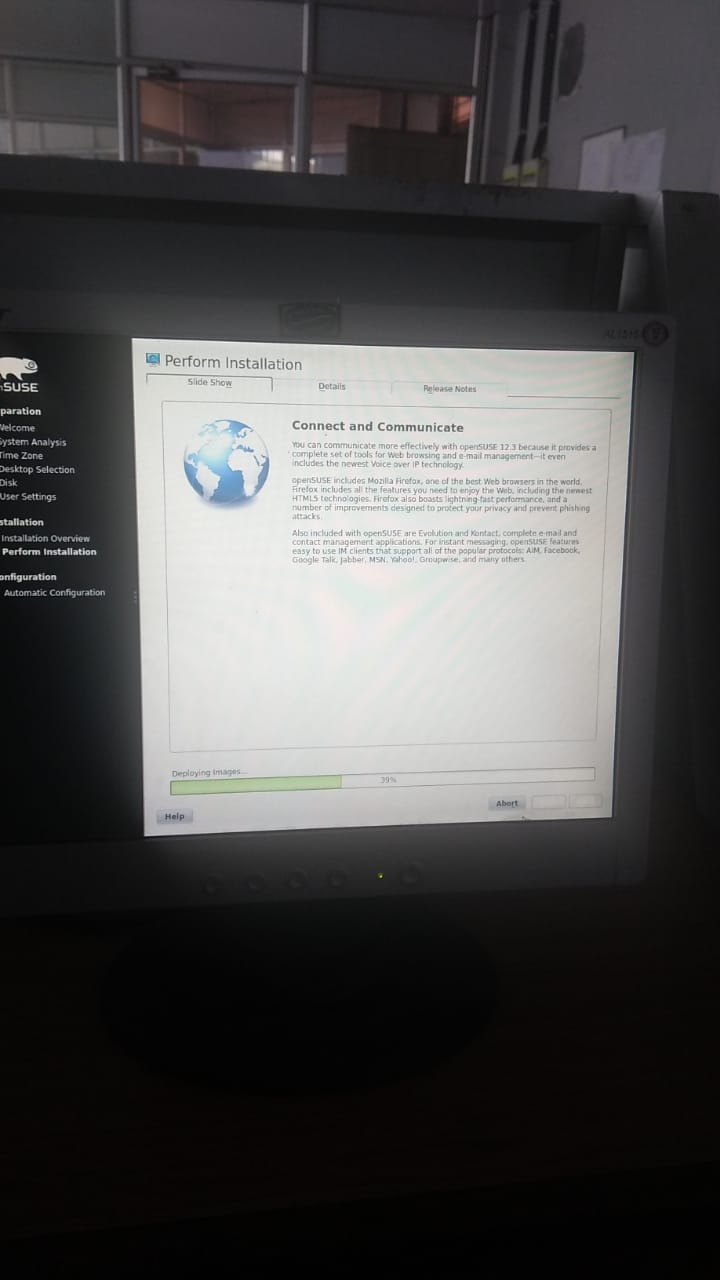 AL1515
Perform Installation
Slide Show
Details
Release Notes
SUSE
paration
Welcome
System Analysis
Time Zone
Desktop Selection
Disk
User Settings
stallation
Installation Overview
Perform Installation
onfiguration
Automatic Configuration
Connect and Communicate
You can communicate more effectively with openSUSE 12.3 because it provides a
complete set of tools for Web browsing and e-mail management—it even
includes the newest Voice over IP technology.
openSUSE includes Mozilla Firefox, one of the best Web browsers in the world.
Firefox includes all the features you need to enjoy the Web, including the newest
HTML5 technologies. Firefox also boasts lightning-fast performance, and a
number of improvements designed to protect your privacy and prevent phishing
attacks.
Also included with openSUSE are Evolution and Kontact, complete e-mail and
contact management applications. For instant messaging, openSUSE features
easy to use IM clients that support all of the popular protocols: AIM, Facebook,
Google Talk, Jabber, MSN, Yahoo!, Groupwise, and many others.
Deploying Images...
39%
Help
Abort